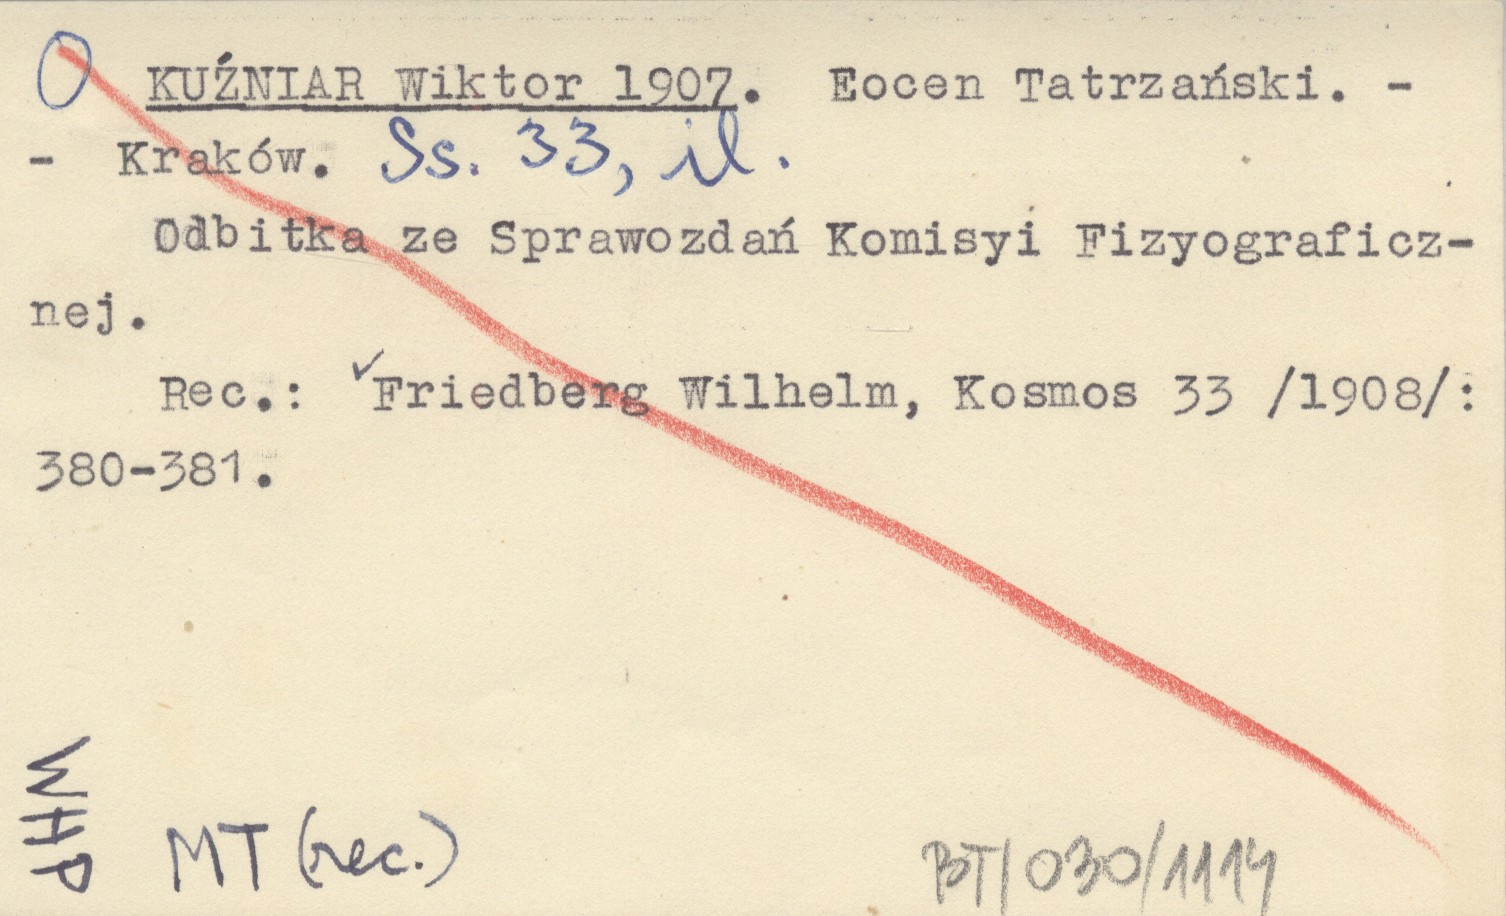 O KUŹNIAR Wiktor 1907. Eocen Tatrzański. -
- Kraków. Ss. 33, il.
Odbitka ze Sprawozdań Komisyi Fizyograficz-
nej.
Rec.: ✓Friedberg Wilhelm, Kosmos 33 /1908/:
380-381.
WHP
MT (rec.)
BT/030/1114